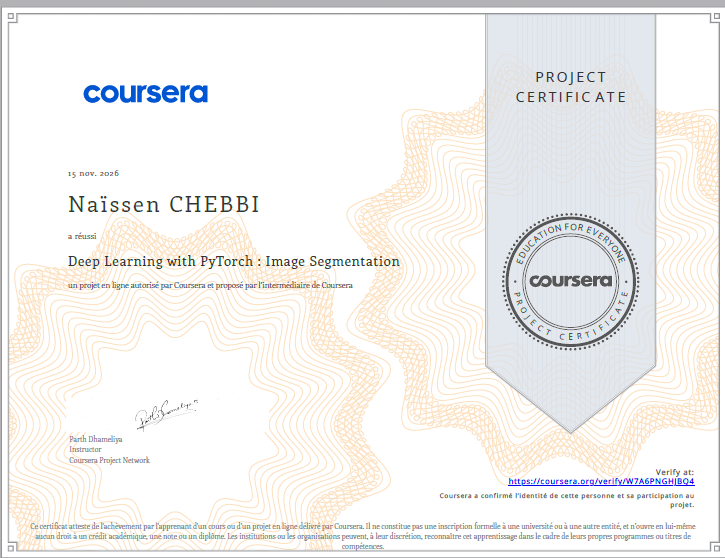 PROJECT
CERTIFICATE
coursera
15 nov. 2026
Naïssen CHEBBI
a réussi
Deep Learning with PyTorch : Image Segmentation
un projet en ligne autorisé par Coursera et proposé par l'intermédiaire de Coursera
EDUCATION FOR EVERYONE
coursera
PROJECT CERTIFICATE
Parth Dhameliya
Parth Dhameliya
Instructor
Coursera Project Network
Verify at:
https://coursera.org/verify/W7A6PNGHJBQ4
Coursera a confirmé l'identité de cette personne et sa participation au
projet.
Ce certificat atteste de l'achèvement par l'apprenant d'un cours ou d'un projet en ligne délivré par Coursera. Il ne constitue pas une inscription formelle à une université ou à une autre entité, et n'ouvre en lui-même
aucun droit à un crédit académique, une note ou un diplôme. Les institutions ou les organisations peuvent, à leur discrétion, reconnaître cet apprentissage dans le cadre de leurs propres programmes ou titres de
compétences.